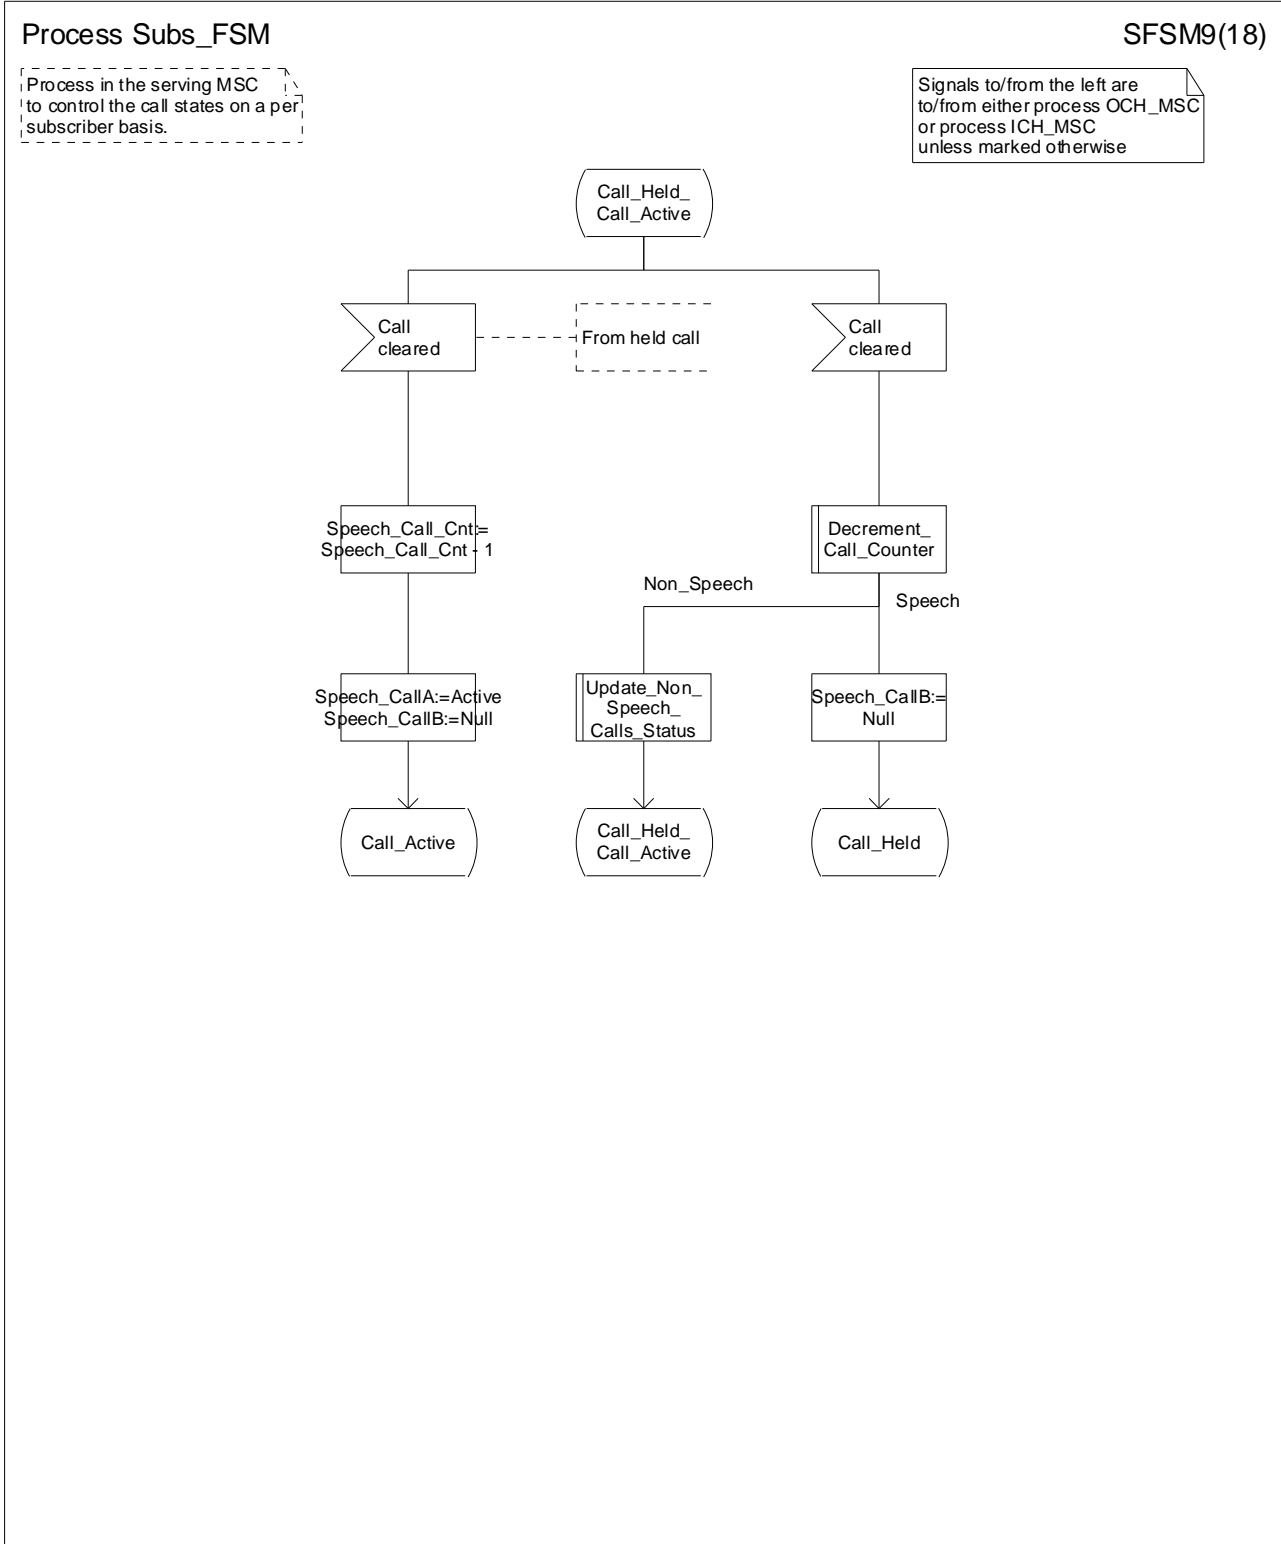 Process Subs_FSM
SFSM9(18)
Process in the serving MSC
to control the call states on a per
subscriber basis.
Signals to/from the left are
to/from either process OCH_MSC
or process ICH_MSC
unless marked otherwise
Call_Held_
Call_Active
Call
cleared
From held call
Call
cleared
Speech_Call_Cnt:=
Speech_Call_Cnt - 1
Decrement_
Call_Counter
Non_Speech
Speech
Speech_CallA:=Active
Speech_CallB:=Null
Update_Non_
Speech_
Calls_Status
Speech_CallB:=
Null
Call_Active
Call_Held_
Call_Active
Call_Held